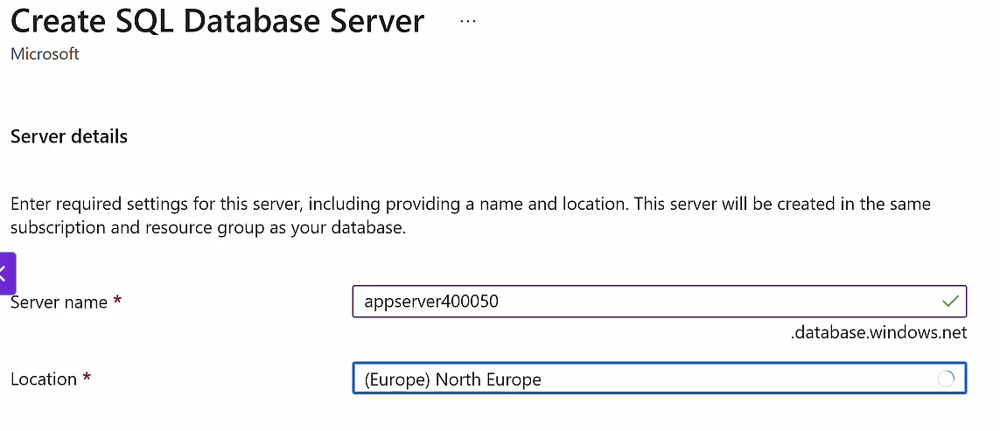 Create SQL Database Server ...
Microsoft
Server details
Enter required settings for this server, including providing a name and location. This server will be created in the same
subscription and resource group as your database.
Server name * appserver400050
.database.windows.net
Location * (Europe) North Europe